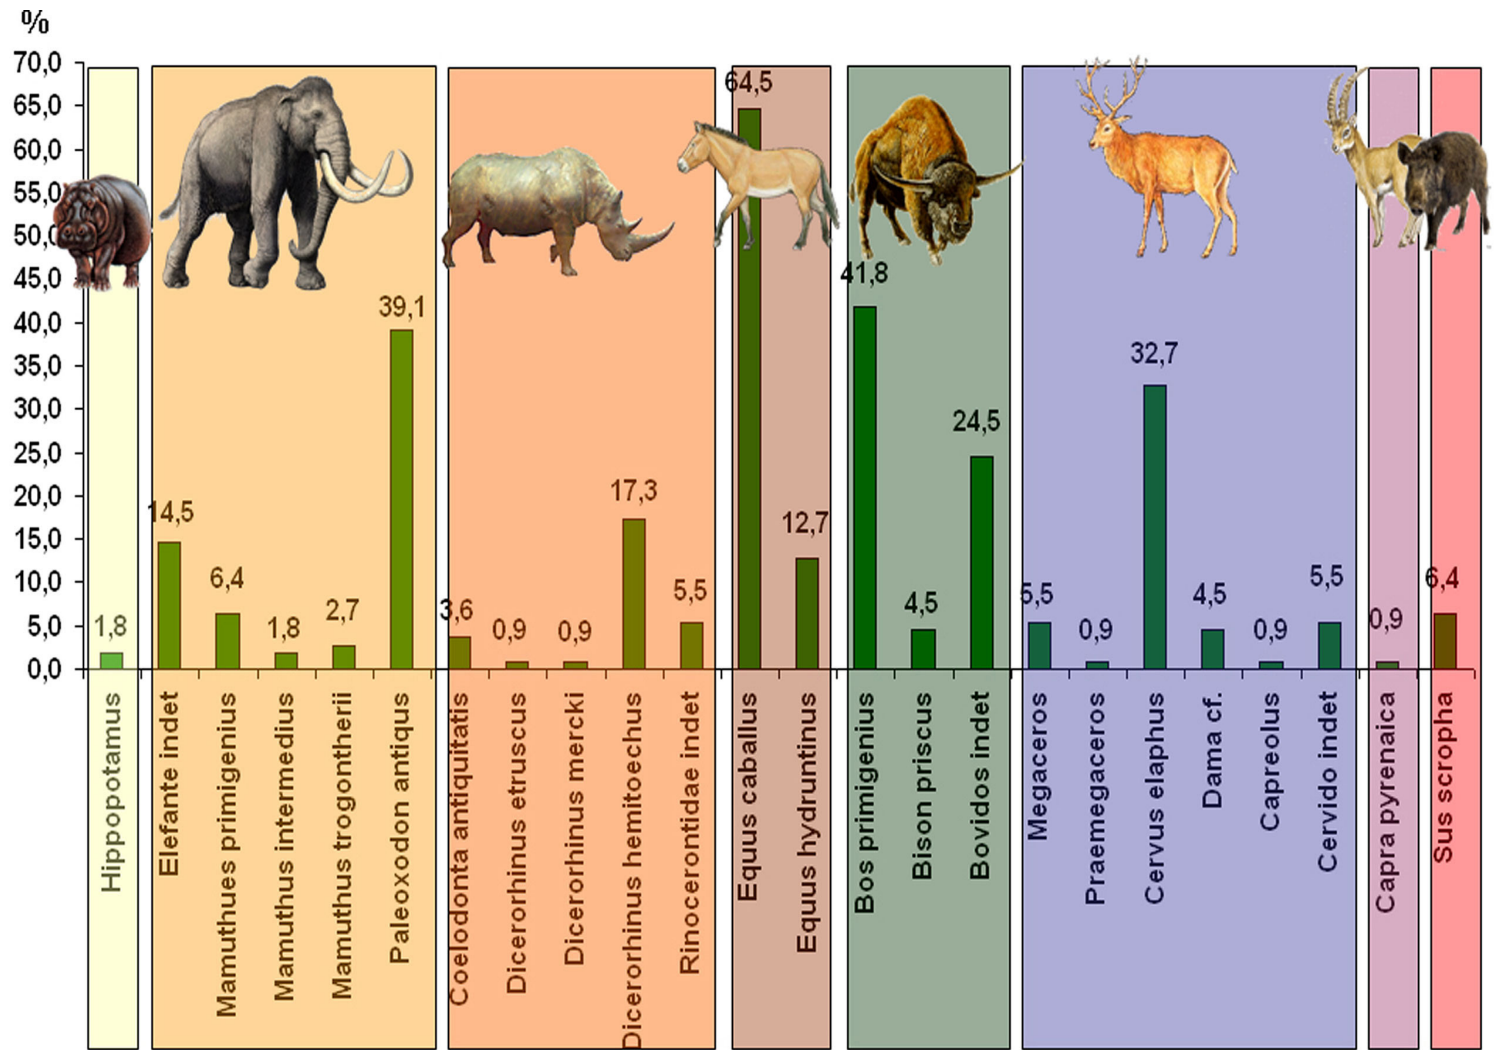 %
70,0
65,0
60,0
55,0
50,0
45,0
40,0
35,0
30,0
25,0
20,0
15,0
10,0
5,0
0,0
1,8
14,5
6,4
1,8
2,7
39,1
3,6
0,9
0,9
17,3
5,5
64,5
12,7
41,8
4,5
24,5
5,5
0,9
32,7
4,5
0,9
5,5
0,9
6,4
Hippopotamus
Elefante indet
Mamuthues primigenius
Mamuthus intermedius
Mamuthus trogontherii
Paleoxodon antiqus
Coelodonta antiquitatis
Dicerorhinus etruscus
Dicerorhinus mercki
Dicerorhinus hemitoechus
Rinocerontidae indet
Equus caballus
Equus hydruntinus
Bos primigenius
Bison priscus
Bovidos indet
Megaceros
Praemegaceros
Cervus elaphus
Dama cf.
Capreolus
Cervido indet
Capra pyrenaica
Sus scropha